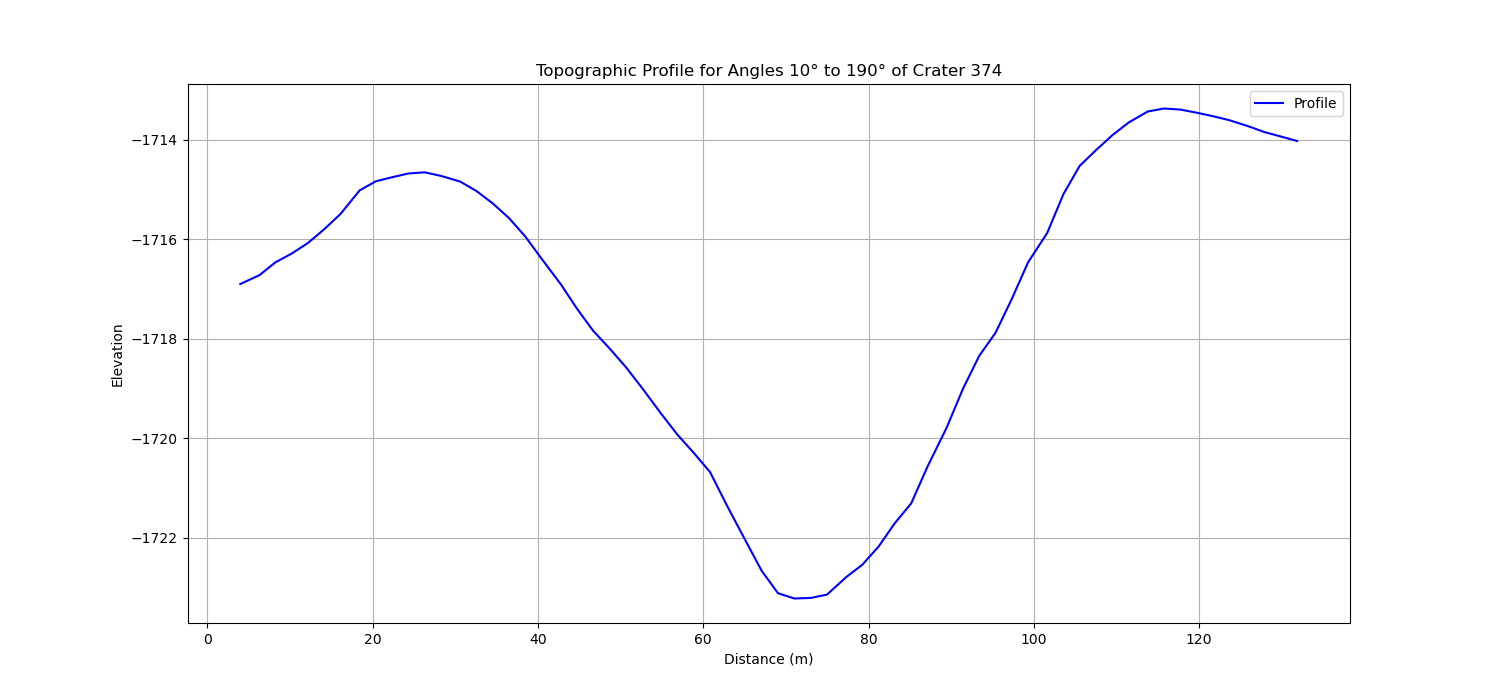 Topographic Profile for Angles 10° to 190° of Crater 374
Profile
−1714
−1716
−1718
−1720
−1722
Elevation
0 20 40 60 80 100 120
Distance (m)